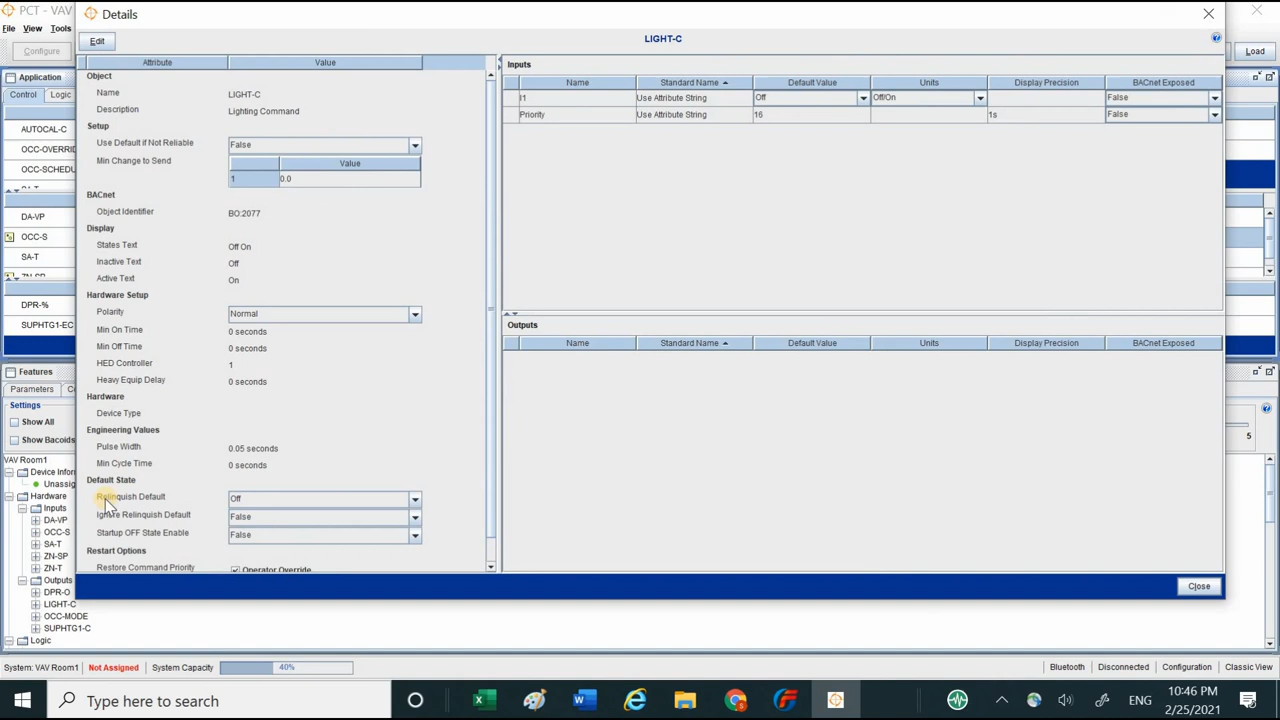 PCT - VAV
Details
File View Tools
Edit
LIGHT-C
Configure
Load
Attribute Value
Inputs
Application
Object
Name Standard Name Default Value Units Display Precision BACnet Exposed
Control Logic
Name LIGHT-C
I1 Use Attribute String Off Off/On False
Description Lighting Command
Priority Use Attribute String 16 1s False
AUTOCAL-C
Setup
OCC-OVERRID
Use Default if Not Reliable False
Min Change to Send Value
OCC-SCHEDU
1 0.0
BACnet
DA-VP
Object Identifier BO:2077
Display
OCC-S
States Text Off On
SA-T
Inactive Text Off
Active Text On
Hardware Setup
DPR-%
Polarity Normal
SUPHTG1-EC
Outputs
Min On Time 0 seconds
Name Standard Name Default Value Units Display Precision BACnet Exposed
Min Off Time 0 seconds
HED Controller 1
Features
Heavy Equip Delay 0 seconds
Parameters
Hardware
Settings
Device Type
Show All
Engineering Values
Show Bacoids
5
Pulse Width 0.05 seconds
VAV Room1
Min Cycle Time 0 seconds
Device Infor
Default State
Unassig
Hardware
Relinquish Default Off
Inputs
Ignore Relinquish Default False
DA-VP
OCC-S
Startup OFF State Enable False
SA-T
Restart Options
ZN-SP
ZN-T
Restore Command Priority Operator Override
Outputs
Close
DPR-O
LIGHT-C
OCC-MODE
SUPHTG1-C
Logic
System: VAV Room1 Not Assigned System Capacity 40% Bluetooth Disconnected Configuration Classic View
Type here to search
ENG
10:46 PM
2/25/2021